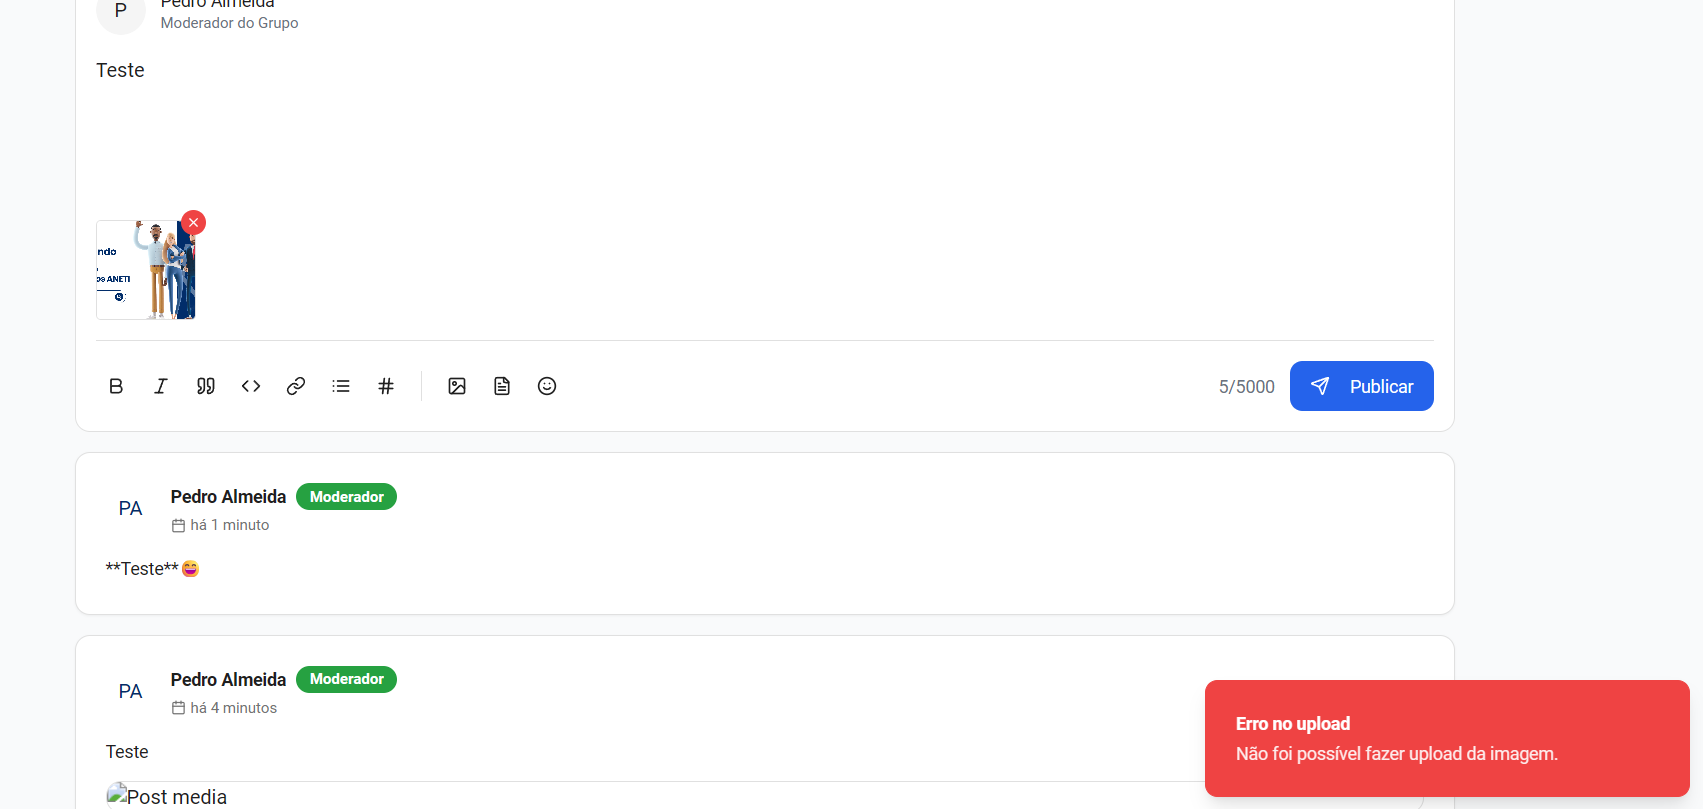 Pedro Almeida
P
Moderador do Grupo
Teste
ndo
os ANETI
5/5000
Publicar
PA
Pedro Almeida
Moderador
há 1 minuto
**Teste**😄
PA
Pedro Almeida
Moderador
há 4 minutos
Teste
Post media
Erro no upload
Não foi possível fazer upload da imagem.